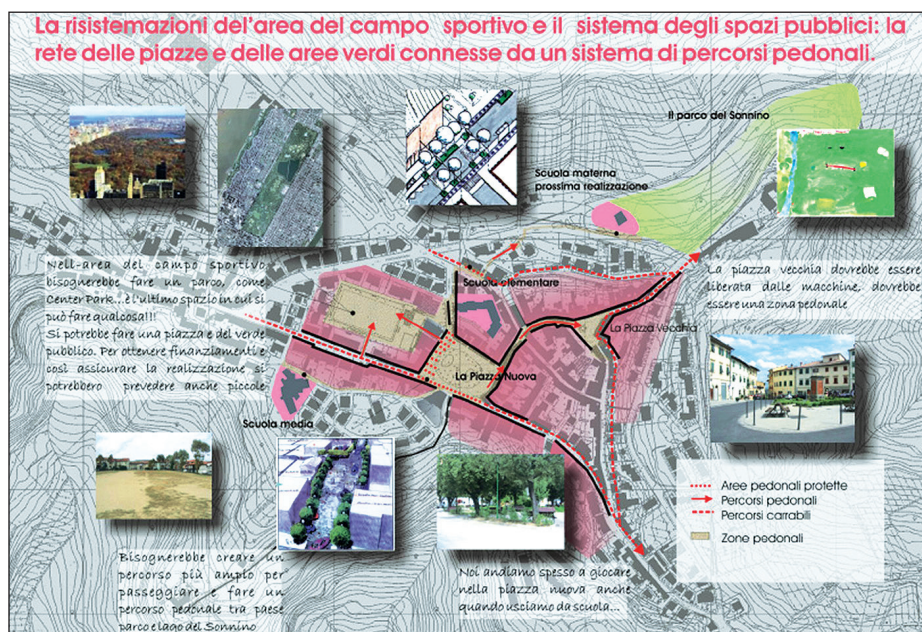 La risistemazioni del'area del campo sportivo e il sistema degli spazi pubblici: la
rete delle piazze e delle aree verdi connesse da un sistema di percorsi pedonali.
Il parco del Sonnino
Scuola materna
prossima realizzazione
Nell-area del campo sportivo
bisognerebbe fare un parco, come
Center Park...è l'ultimo spazio in cui si
può fare qualcosa!!!
Si potrebbe fare una piazza e del verde
pubblico. Per ottenere finanziamenti e
così assicurare la realizzazione si
potrebbero prevedere anche piccole
Scuola elementare
La piazza vecchia dovrebbe essere
liberata dalle macchine, dovrebbe
essere una zona pedonale
La Piazza Vecchia
La Piazza Nuova
Scuola media
Aree pedonali protette
Percorsi pedonali
Percorsi carrabili
Zone pedonali
Bisognerebbe creare un
percorso più ampio per
passeggiare e fare un
percorso pedonale tra paese
parco e lago del Sonnino
Noi andiamo spesso a giocare
nella piazza nuova anche
quando usciamo da scuola...